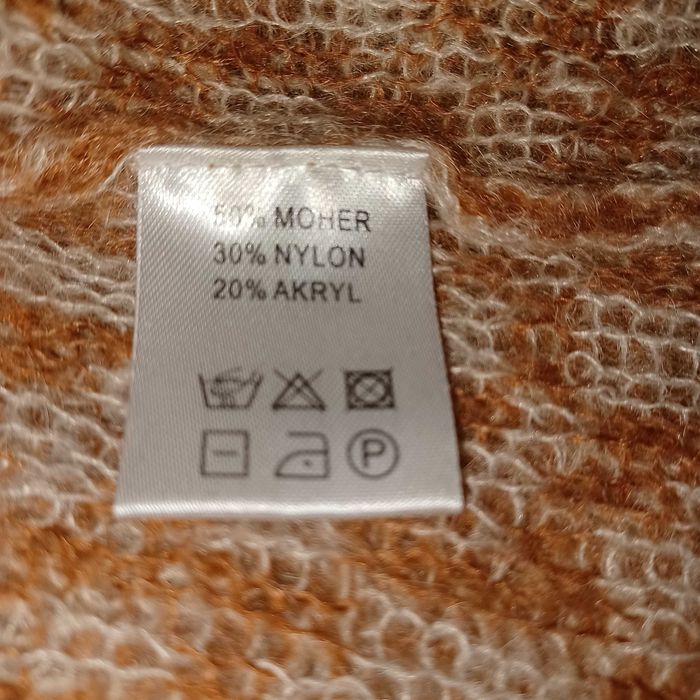 50% MOHER
30% NYLON
20% AKRYL
P